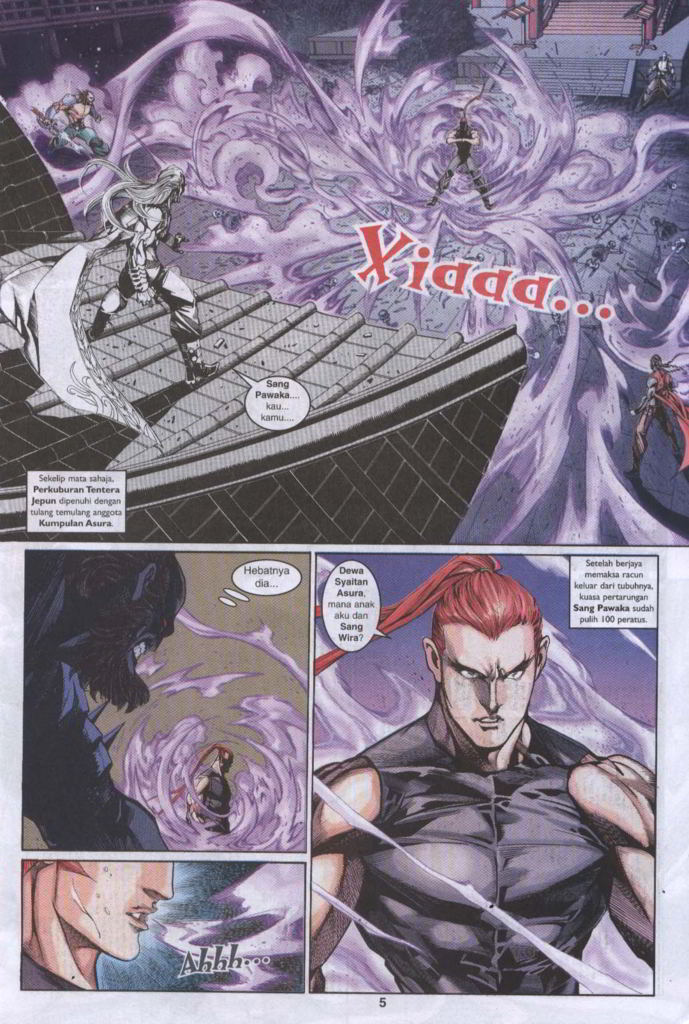 Yiaaa...
Sang
Pawaka....
kau...
kamu....
Sekelip mata sahaja,
Perkuburan Tentera
Jepun dipenuhi dengan
tulang temulang anggota
Kumpulan Asura.
Hebatnya
dia...
Dewa
Syaitan
Asura,
mana anak
aku dan
Sang
Wira?
Setelah berjaya
memaksa racun
keluar dari tubuhnya,
kuasa pertarungan
Sang Pawaka sudah
pulih 100 peratus.
Ahhh...
5